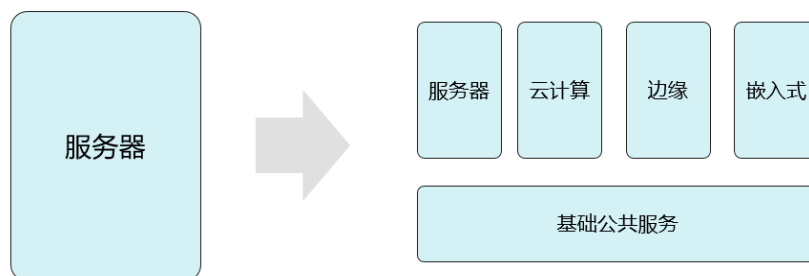 服务器
服务器
云计算
边缘
嵌入式
基础公共服务